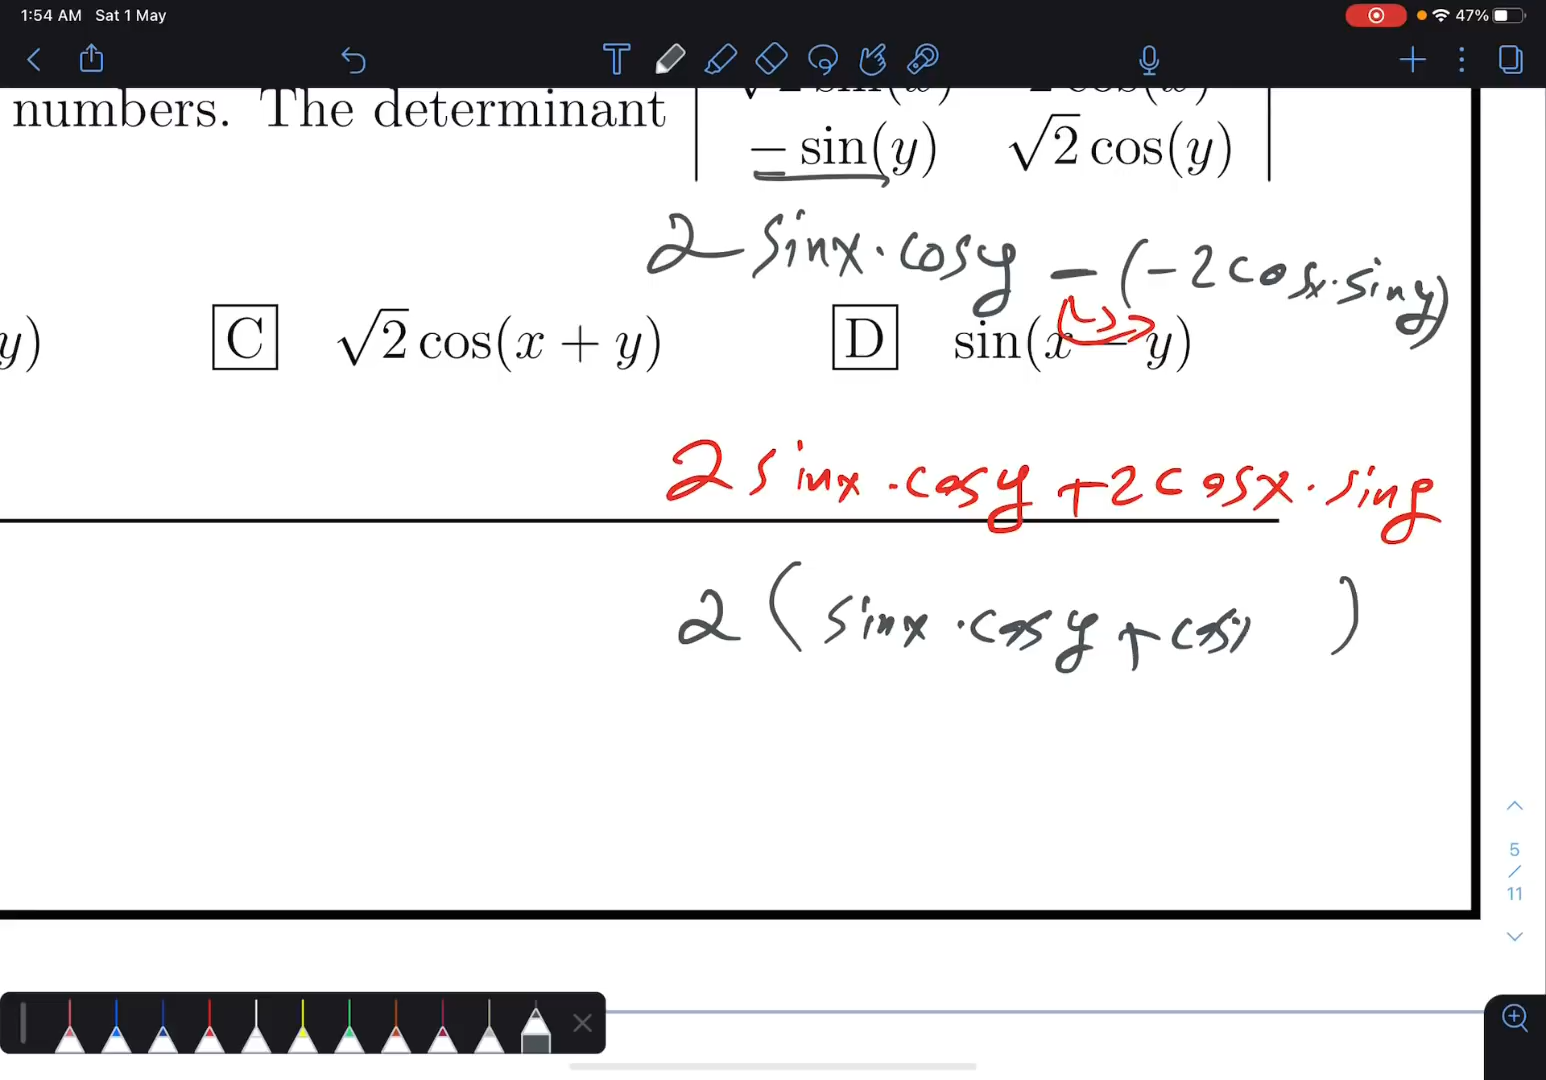 1:54 AM Sat 1 May
47%
numbers. The determinant
− sin(y) √2 cos(y)
2 sinx · cosy − (−2cosx · siny)
y)
C √2 cos(x + y)
D sin(x − y)
2 sinx · cosy + 2 cosx · siny
2 ( sinx · cosy + cosx )
5
/
11